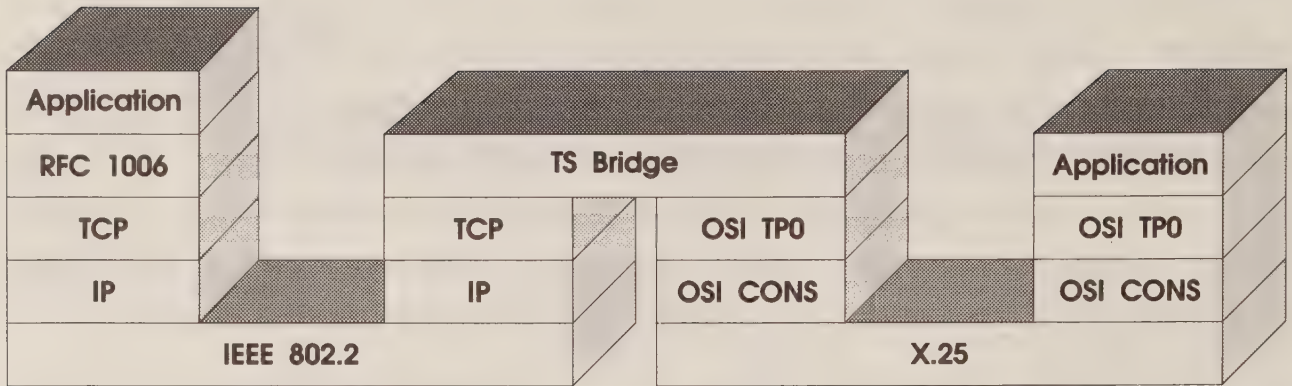 Application
RFC 1006
TCP
IP
TS Bridge
TCP
OSI TP0
IP
OSI CONS
Application
OSI TP0
OSI CONS
IEEE 802.2
X.25